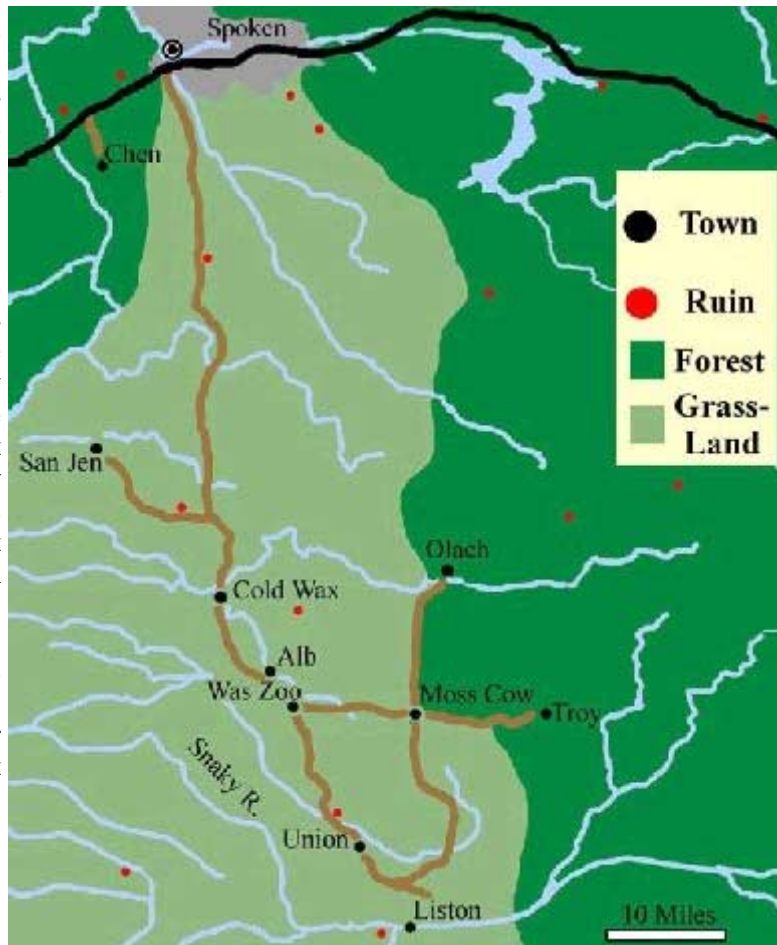 Spoken
Chen
Town
Ruin
Forest
Grass-
Land
San Jen
Olach
Cold Wax
Alb
Was Zoo
Moss Cow
Troy
Snaky R.
Union
Liston
10 Miles